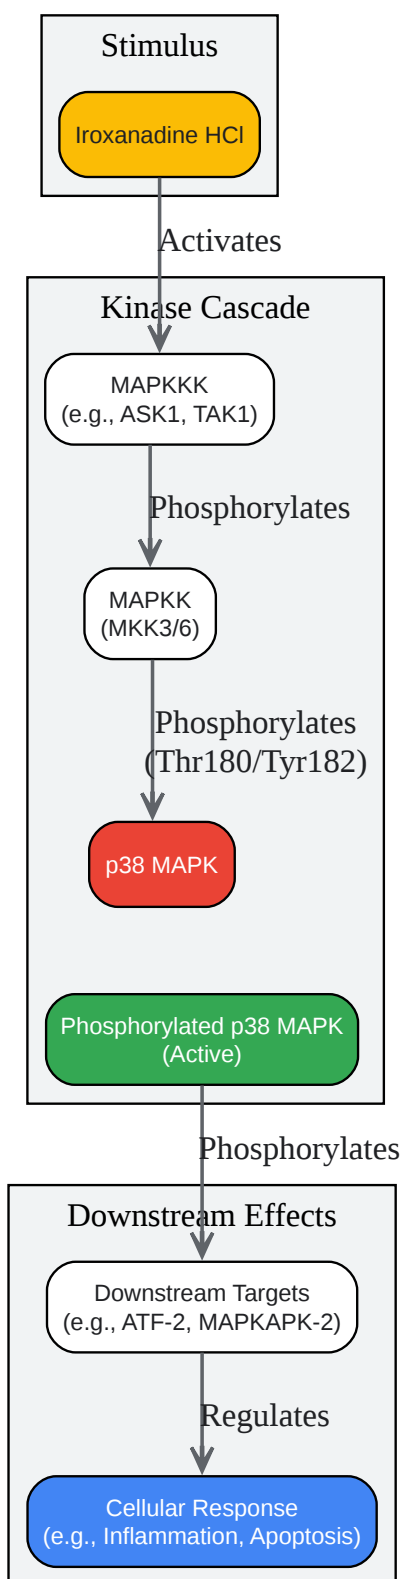 Stimulus
Iroxanadine HCl
Activates
Kinase Cascade
MAPKKK
(e.g., ASK1, TAK1)
Phosphorylates
MAPKK
(MKK3/6)
Phosphorylates
(Thr180/Tyr182)
p38 MAPK
Phosphorylated p38 MAPK
(Active)
Phosphorylates
Downstream Effects
Downstream Targets
(e.g., ATF-2, MAPKAPK-2)
Regulates
Cellular Response
(e.g., Inflammation, Apoptosis)